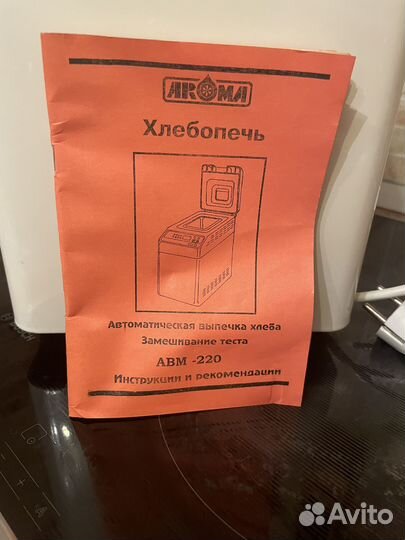 AROMA
Хлебопечь
Автоматическая выпечка хлеба
Замешивание теста
ABM -220
Инструкции и рекомендации
Avito